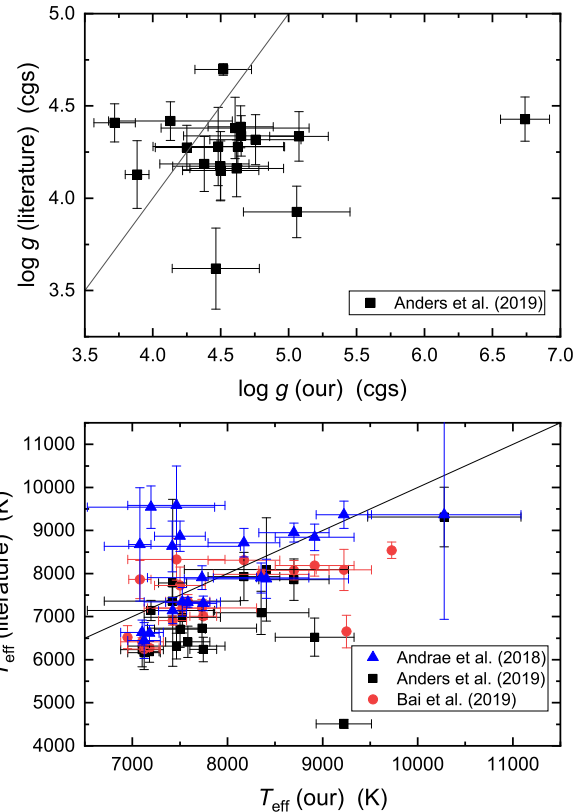 5.0
4.5
4.0
3.5
log g (literature) (cgs)
Anders et al. (2019)
3.5 4.0 4.5 5.0 5.5 6.0 6.5 7.0
log g (our) (cgs)
11000
10000
9000
8000
7000
6000
5000
4000
T_eff (literature) (K)
Andrae et al. (2018)
Anders et al. (2019)
Bai et al. (2019)
7000 8000 9000 10000 11000
T_eff (our) (K)